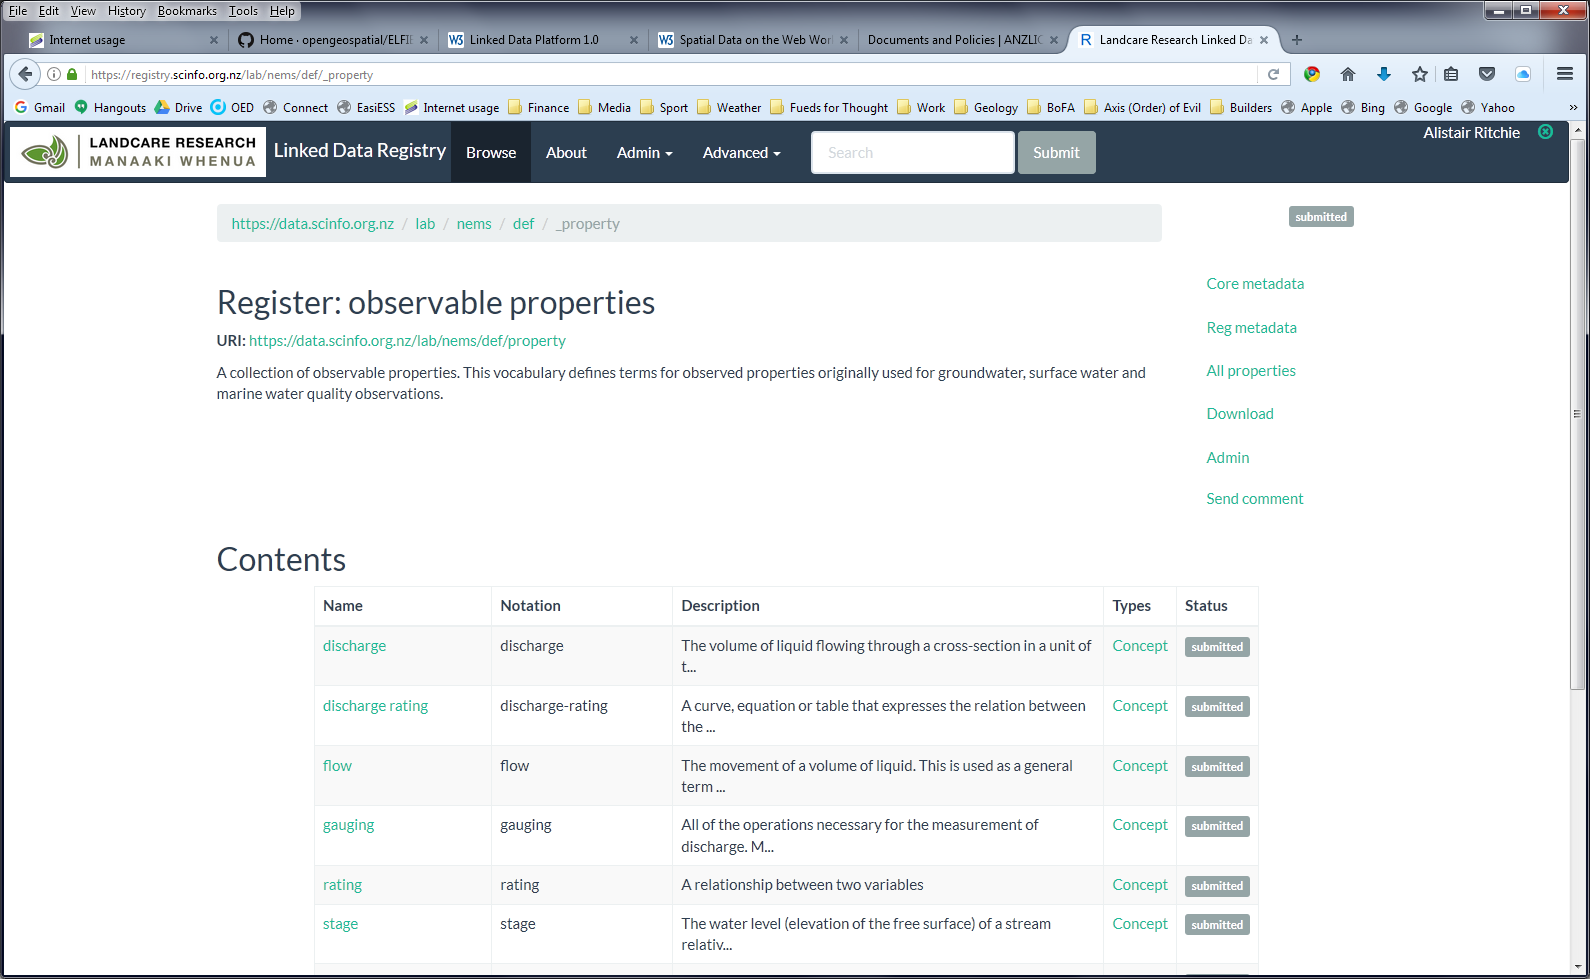 File Edit View History Bookmarks Tools Help
Internet usage Home · opengeospatial/ELFIE Linked Data Platform 1.0 Spatial Data on the Web Wor Documents and Policies | ANZLIC Landcare Research Linked Da
https://registry.scinfo.org.nz/lab/nems/def/_property
Gmail Hangouts Drive OED Connect EasiESS Internet usage Finance Media Sport Weather Fueds for Thought Work Geology BoFA Axis (Order) of Evil Builders Apple Bing Google Yahoo »
LANDCARE RESEARCH
MANAAKI WHENUA
Linked Data Registry Browse About Admin Advanced Search Submit Alistair Ritchie
https://data.scinfo.org.nz / lab / nems / def / _property
submitted
Register: observable properties
URI: https://data.scinfo.org.nz/lab/nems/def/property
A collection of observable properties. This vocabulary defines terms for observed properties originally used for groundwater, surface water and
marine water quality observations.
Core metadata
Reg metadata
All properties
Download
Admin
Send comment
Contents
Name Notation Description Types Status
discharge discharge The volume of liquid flowing through a cross-section in a unit of Concept submitted
t...
discharge rating discharge-rating A curve, equation or table that expresses the relation between Concept submitted
the ...
flow flow The movement of a volume of liquid. This is used as a general Concept submitted
term ...
gauging gauging All of the operations necessary for the measurement of Concept submitted
discharge. M...
rating rating A relationship between two variables Concept submitted
stage stage The water level (elevation of the free surface) of a stream Concept submitted
relativ...